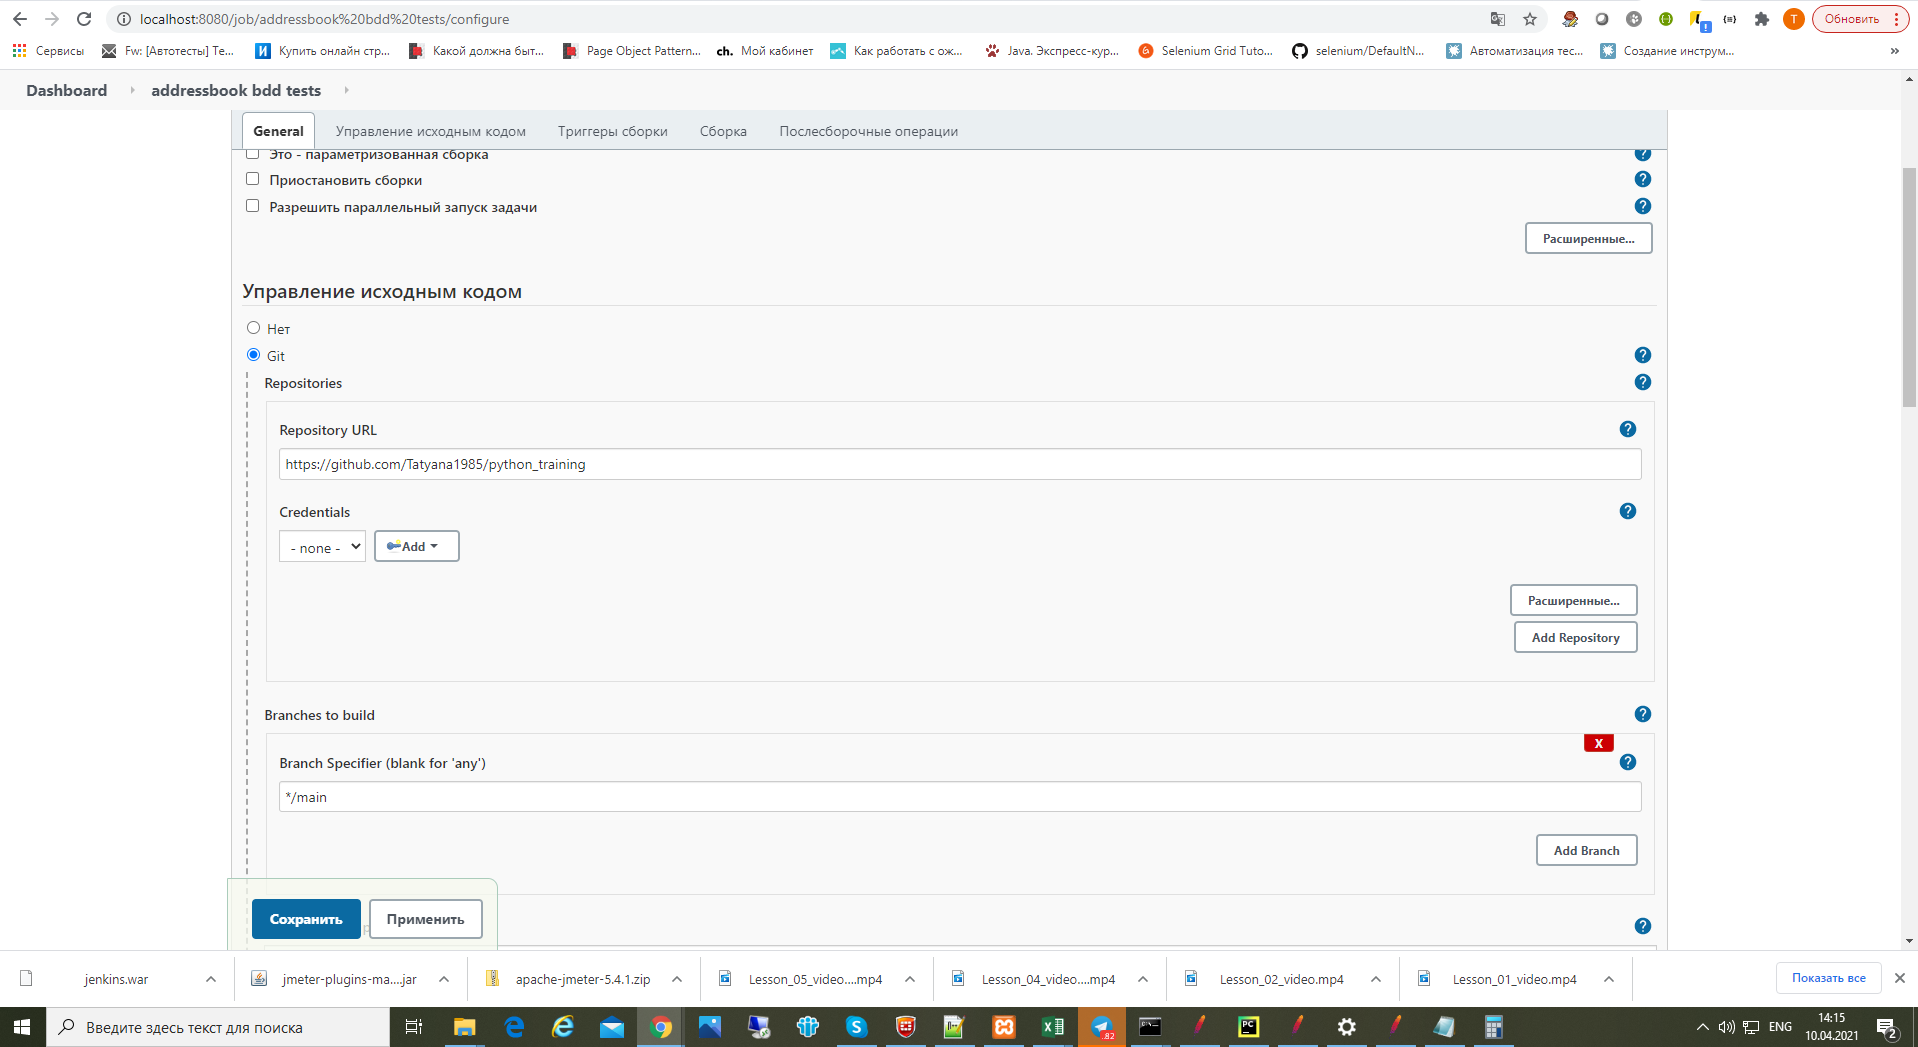 localhost:8080/job/addressbook%20bdd%20tests/configure
T
Обновить
Сервисы
Fw: [Автотесты] Те...
Купить онлайн стр...
Какой должна быт...
Page Object Pattern...
ch. Мой кабинет
Как работать с ож...
Java. Экспресс-кур...
Selenium Grid Tuto...
selenium/DefaultN...
Автоматизация тес...
Создание инструм...
»
Dashboard
addressbook bdd tests
General
Управление исходным кодом
Триггеры сборки
Сборка
Послесборочные операции
Это - параметризованная сборка
Приостановить сборки
Разрешить параллельный запуск задачи
Расширенные...
Управление исходным кодом
Нет
Git
Repositories
Repository URL
https://github.com/Tatyana1985/python_training
Credentials
- none -
Add
Расширенные...
Add Repository
Branches to build
X
Branch Specifier (blank for 'any')
*/main
Add Branch
Сохранить
Применить
jenkins.war
jmeter-plugins-ma....jar
apache-jmeter-5.4.1.zip
Lesson_05_video....mp4
Lesson_04_video....mp4
Lesson_02_video.mp4
Lesson_01_video.mp4
Показать все
Введите здесь текст для поиска
82
PC
ENG
14:15
10.04.2021
2